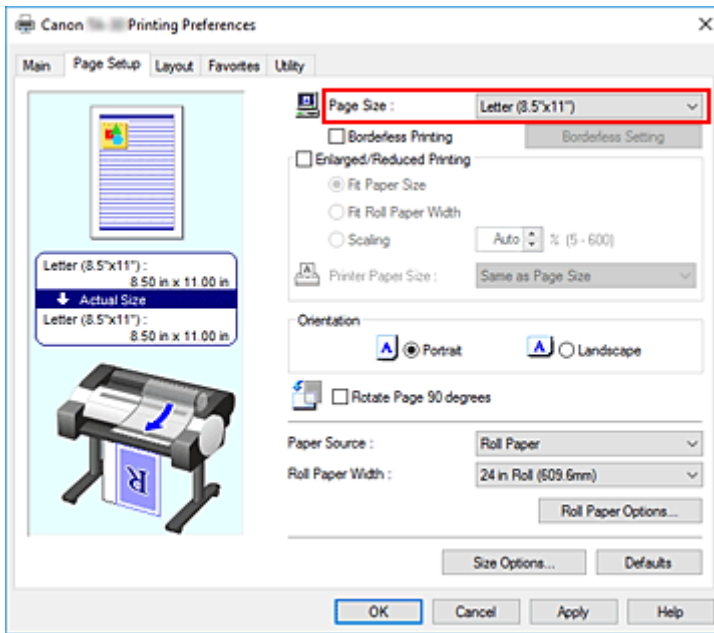 Canon Printing Preferences
Main Page Setup Layout Favorites Utility
Page Size : Letter (8.5"x11")
Borderless Printing Borderless Setting
Enlarged/Reduced Printing
Fit Paper Size
Fit Roll Paper Width
Scaling Auto % (5 - 600)
Printer Paper Size : Same as Page Size
Letter (8.5"x11") :
8.50 in x 11.00 in
Actual Size
Letter (8.5"x11") :
8.50 in x 11.00 in
Orientation
A Portrait A Landscape
Rotate Page 90 degrees
Paper Source : Roll Paper
Roll Paper Width : 24 in Roll (609.6mm)
R
Roll Paper Options...
Size Options... Defaults
OK Cancel Apply Help